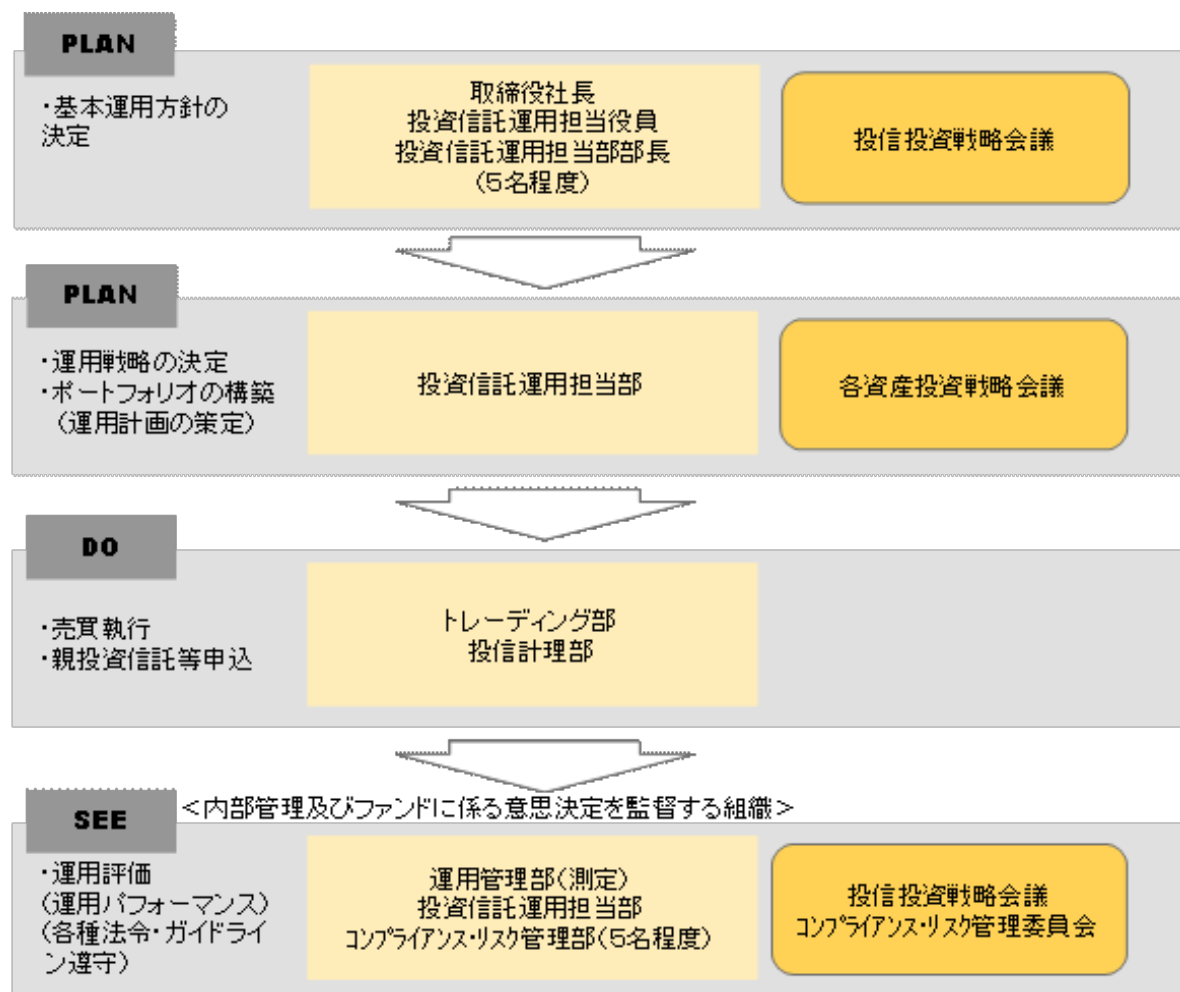 PLAN
・基本運用方針の
決定
取締役社長
投資信託運用担当役員
投資信託運用担当部部長
(5名程度)
投信投資戦略会議
PLAN
・運用戦略の決定
・ポートフォリオの構築
(運用計画の策定)
投資信託運用担当部
各資産投資戦略会議
DO
・売買執行
・親投資信託等申込
トレーディング部
投信計理部
SEE
＜内部管理及びファンドに係る意思決定を監督する組織＞
・運用評価
(運用パフォーマンス)
(各種法令・ガイドライ
ン遵守)
運用管理部(測定)
投資信託運用担当部
コンプライアンス・リスク管理部(5名程度)
投信投資戦略会議
コンプライアンス・リスク管理委員会